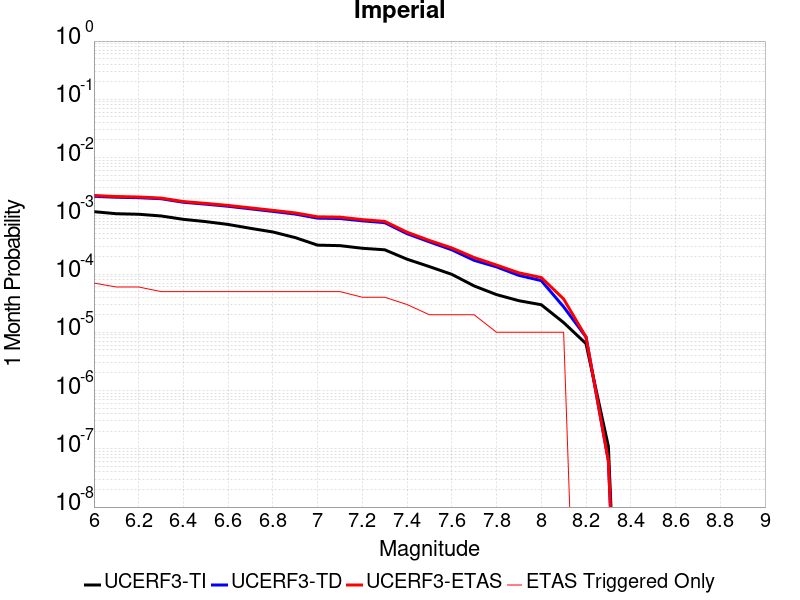 Imperial
10^0
10^-1
10^-2
10^-3
10^-4
10^-5
10^-6
10^-7
10^-8
1 Month Probability
6 6.2 6.4 6.6 6.8 7 7.2 7.4 7.6 7.8 8 8.2 8.4 8.6 8.8 9
Magnitude
UCERF3-TI UCERF3-TD UCERF3-ETAS ETAS Triggered Only